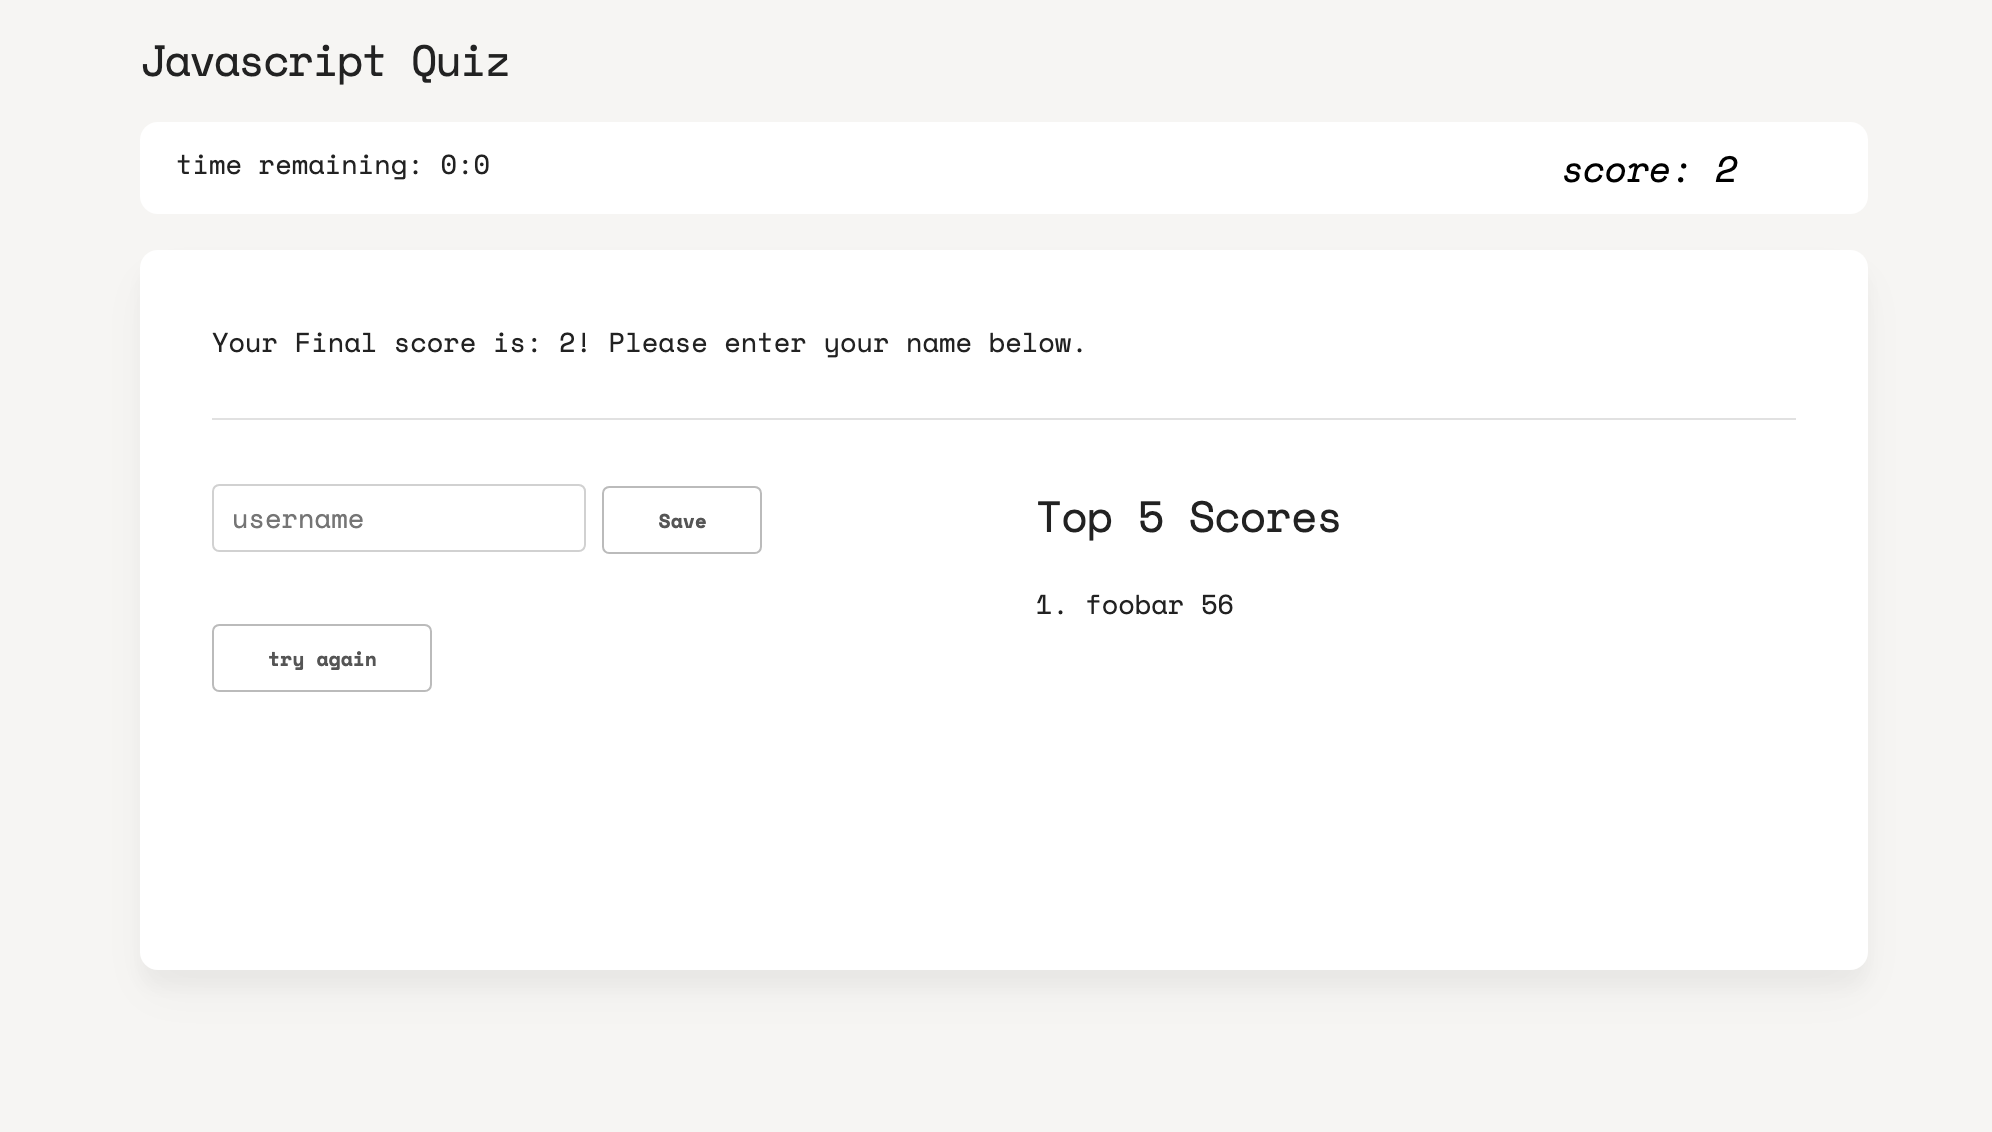 Javascript Quiz
time remaining: 0:0
score: 2
Your Final score is: 2! Please enter your name below.
username
Save
try again
Top 5 Scores
1. foobar 56